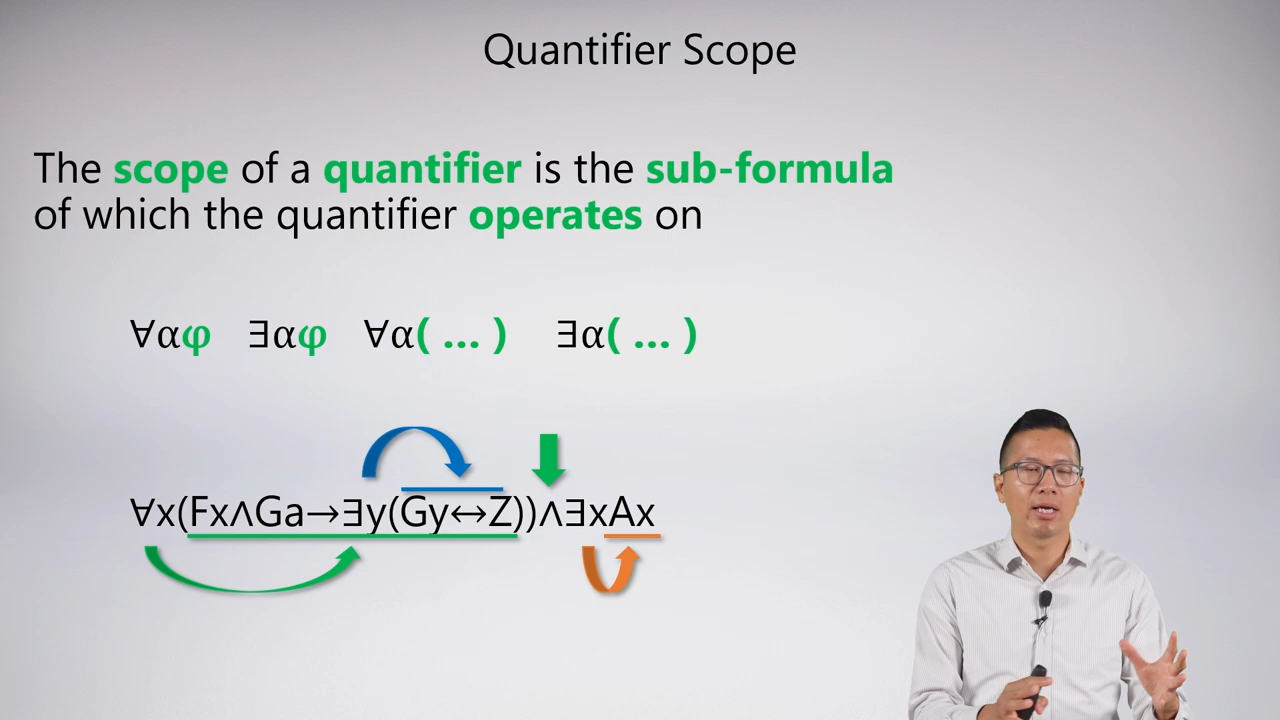 Quantifier Scope
The scope of a quantifier is the sub-formula
of which the quantifier operates on
∀αφ ∃αφ ∀α( ... ) ∃α( ... )
∀x(Fx∧Ga→∃y(Gy↔Z))∧∃xAx